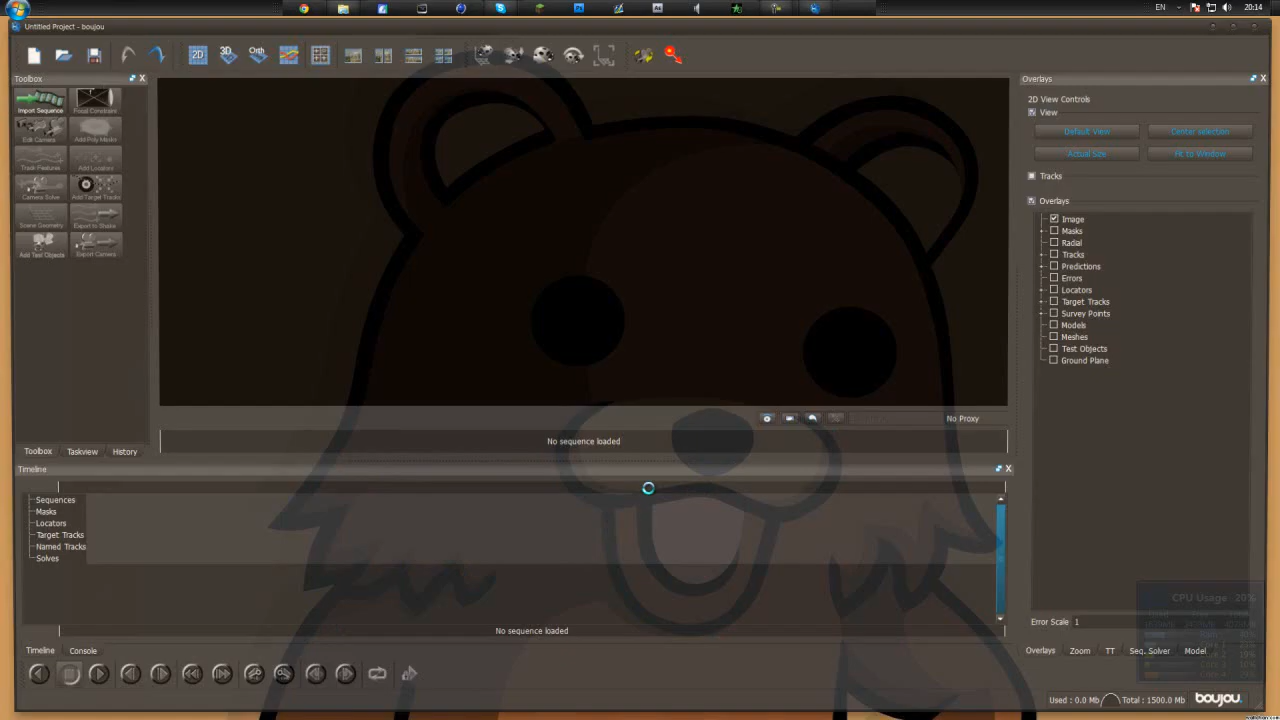 EN
20:14
Untitled Project - boujou
2D
3D
Orth
Toolbox
Import Sequence
Focal Constraint
Edit Camera
Add Poly Masks
Track Features
Add Locators
Camera Solve
Add Target Tracks
Scene Geometry
Export to Shake
Add Test Objects
Export Camera
Toolbox
Taskview
History
No Proxy
No sequence loaded
Timeline
Sequences
Masks
Locators
Target Tracks
Named Tracks
Solves
No sequence loaded
Timeline
Console
Overlays
2D View Controls
View
Default View
Center selection
Actual Size
Fit to Window
Tracks
Overlays
Image
Masks
Radial
Tracks
Predictions
Errors
Locators
Target Tracks
Survey Points
Models
Meshes
Test Objects
Ground Plane
CPU Usage 20%
Error Scale 1
Overlays
Zoom
TT
Seq. Solver
Model
Used : 0.0 Mb
Total : 1500.0 Mb
boujou